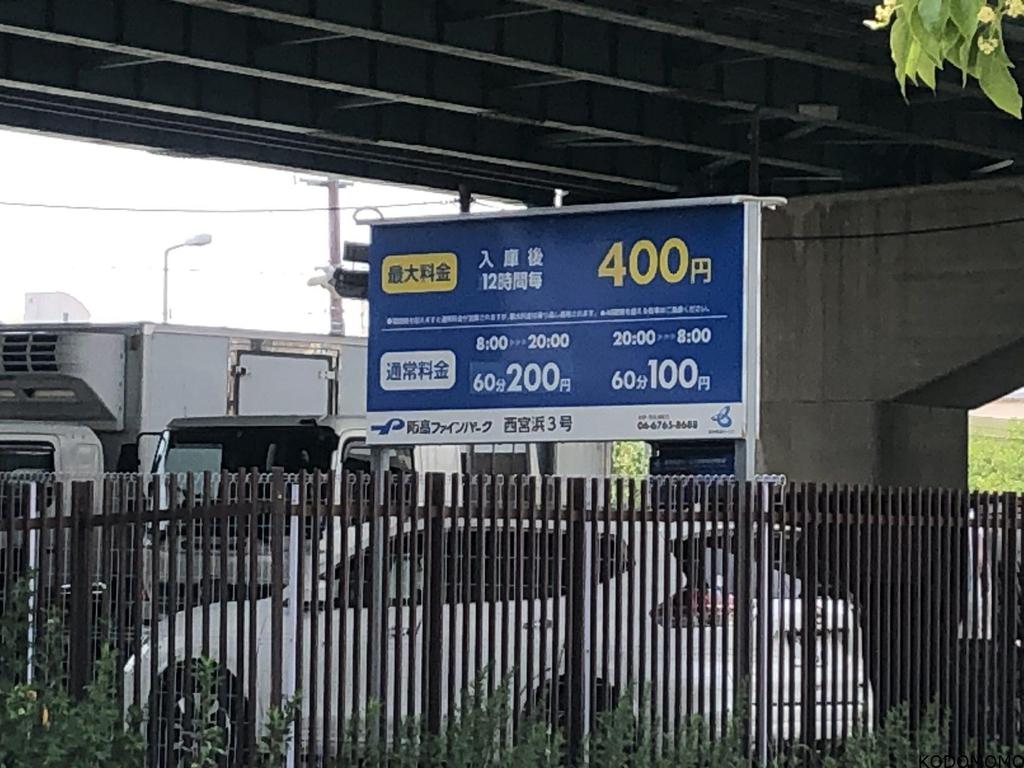 最大料金
入庫後
12時間毎
400円
8:00 20:00
20:00 8:00
通常料金
60分200円
60分100円
阪高ファインパーク 西宮浜3号
06-6765-8688
KODOMOMO